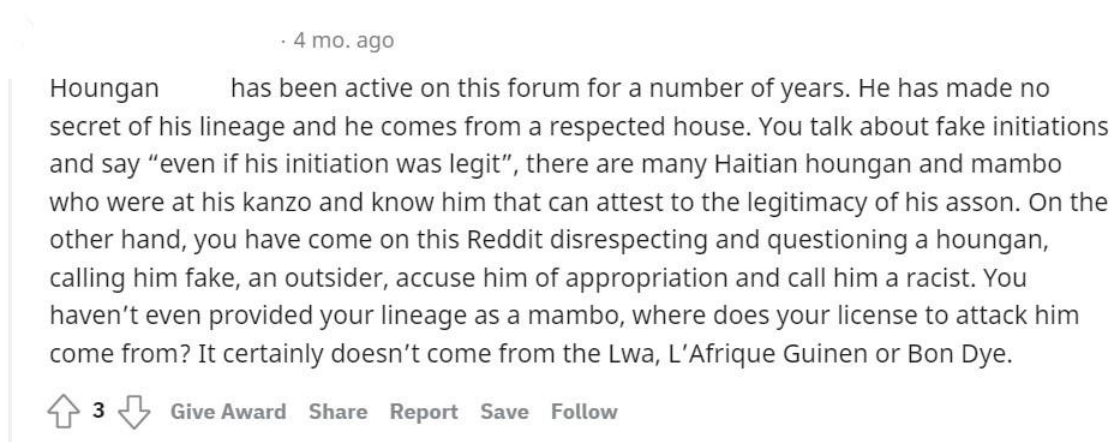 · 4 mo. ago
Houngan has been active on this forum for a number of years. He has made no
secret of his lineage and he comes from a respected house. You talk about fake initiations
and say “even if his initiation was legit”, there are many Haitian houngan and mambo
who were at his kanzo and know him that can attest to the legitimacy of his asson. On the
other hand, you have come on this Reddit disrespecting and questioning a houngan,
calling him fake, an outsider, accuse him of appropriation and call him a racist. You
haven’t even provided your lineage as a mambo, where does your license to attack him
come from? It certainly doesn’t come from the Lwa, L’Afrique Guinen or Bon Dye.
3 Give Award Share Report Save Follow